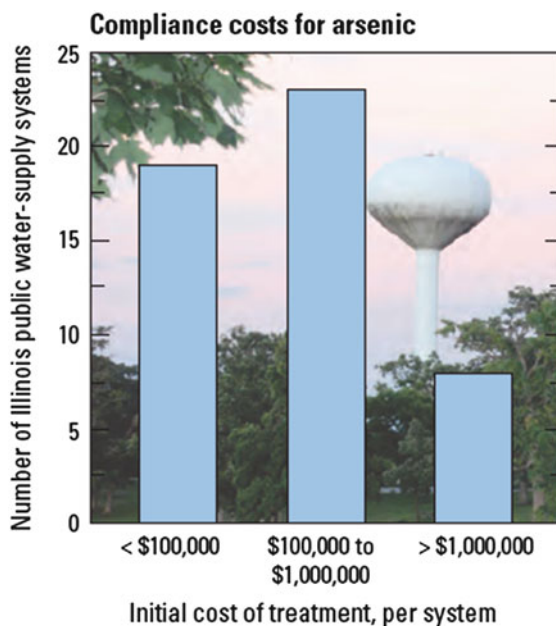 Compliance costs for arsenic
Number of Illinois public water-supply systems
25
20
15
10
5
0
< $100,000
$100,000 to
$1,000,000
> $1,000,000
Initial cost of treatment, per system